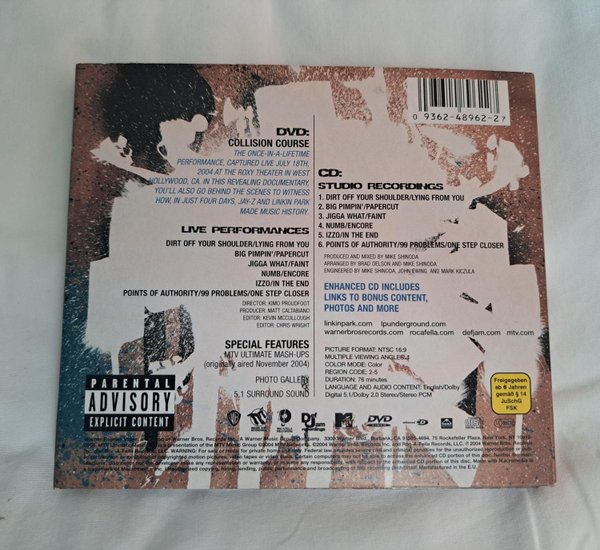 0 9362-48962-2 7
DVD:
COLLISION COURSE
THE ONCE-IN-A-LIFETIME
PERFORMANCE, CAPTURED LIVE JULY 18TH,
2004 AT THE ROXY THEATER IN WEST
HOLLYWOOD, CA. IN THIS REVEALING DOCUMENTARY,
YOU'LL ALSO GO BEHIND THE SCENES TO WITNESS
HOW, IN JUST FOUR DAYS, JAY-Z AND LINKIN PARK
MADE MUSIC HISTORY.
LIVE PERFORMANCES
DIRT OFF YOUR SHOULDER/LYING FROM YOU
BIG PIMPIN'/PAPERCUT
JIGGA WHAT/FAINT
NUMB/ENCORE
IZZO/IN THE END
POINTS OF AUTHORITY/99 PROBLEMS/ONE STEP CLOSER
DIRECTOR: KIMO PROUDFOOT
PRODUCER: MATT CALTABIANO
EDITOR: KEVIN MCCULLOUGH
EDITOR: CHRIS WRIGHT
SPECIAL FEATURES
MTV ULTIMATE MASH-UPS
(originally aired November 2004)
PHOTO GALLERY
5.1 SURROUND SOUND
CD:
STUDIO RECORDINGS
1. DIRT OFF YOUR SHOULDER/LYING FROM YOU
2. BIG PIMPIN'/PAPERCUT
3. JIGGA WHAT/FAINT
4. NUMB/ENCORE
5. IZZO/IN THE END
6. POINTS OF AUTHORITY/99 PROBLEMS/ONE STEP CLOSER
PRODUCED AND MIXED BY MIKE SHINODA
ARRANGED BY BRAD DELSON AND MIKE SHINODA
ENGINEERED BY MIKE SHINODA, JOHN EWING, AND MARK KICZULA
ENHANCED CD INCLUDES
LINKS TO BONUS CONTENT,
PHOTOS AND MORE
linkinpark.com lpunderground.com
warnerbrosrecords.com rocafella.com defjam.com mtv.com
PICTURE FORMAT: NTSC 16:9
MULTIPLE VIEWING ANGLES: 4
COLOR MODE: Color
REGION CODE: 2-5
DURATION: 76 minutes
LANGUAGE AND AUDIO CONTENT: English/Dolby
Digital 5.1/Dolby 2.0 Stereo/Stereo PCM
Freigegeben
ab 6 Jahren
gemäß § 14
JuSchG
FSK
PARENTAL
ADVISORY
EXPLICIT CONTENT
MTV
DVD